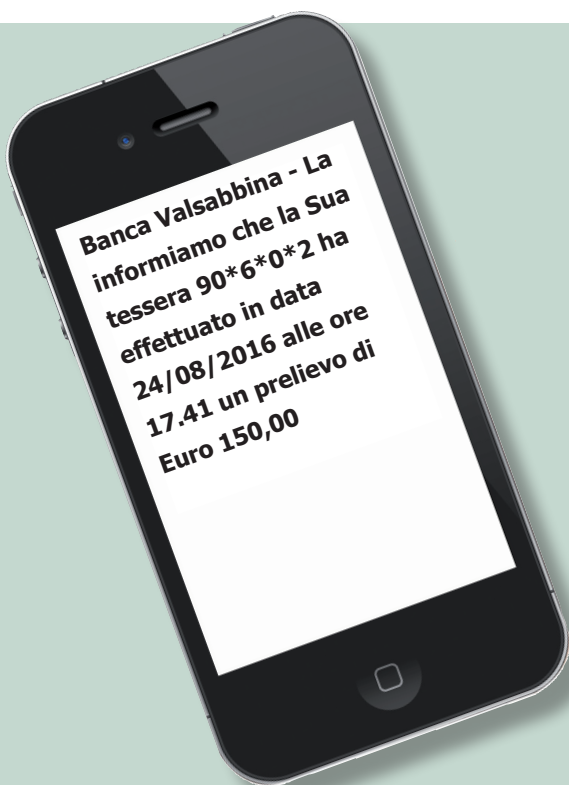 Banca Valsabbina - La
informiamo che la Sua
tessera 90*6*0*2 ha
effettuato in data
24/08/2016 alle ore
17.41 un prelievo di
Euro 150,00